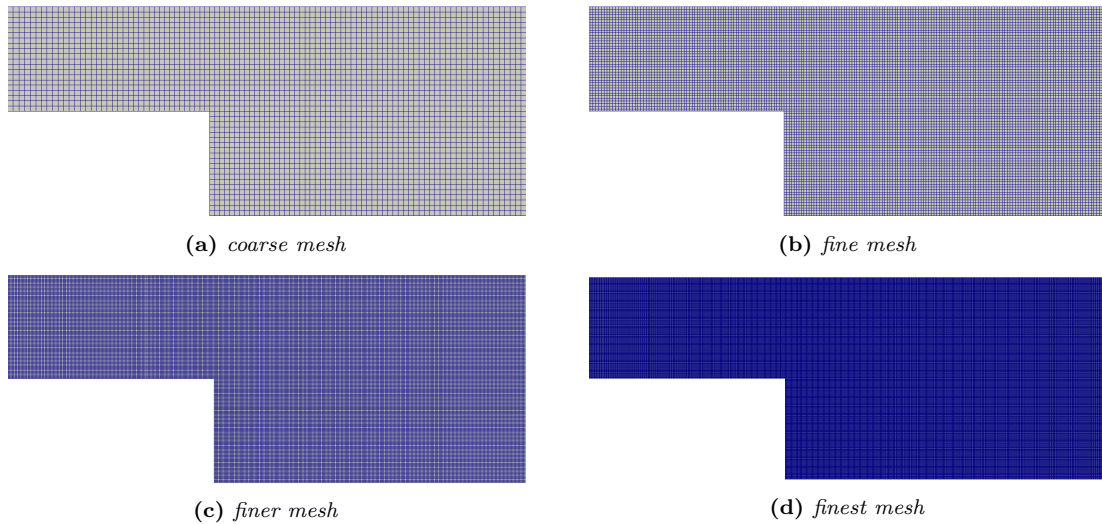 (a) coarse mesh
(b) fine mesh
(c) finer mesh
(d) finest mesh